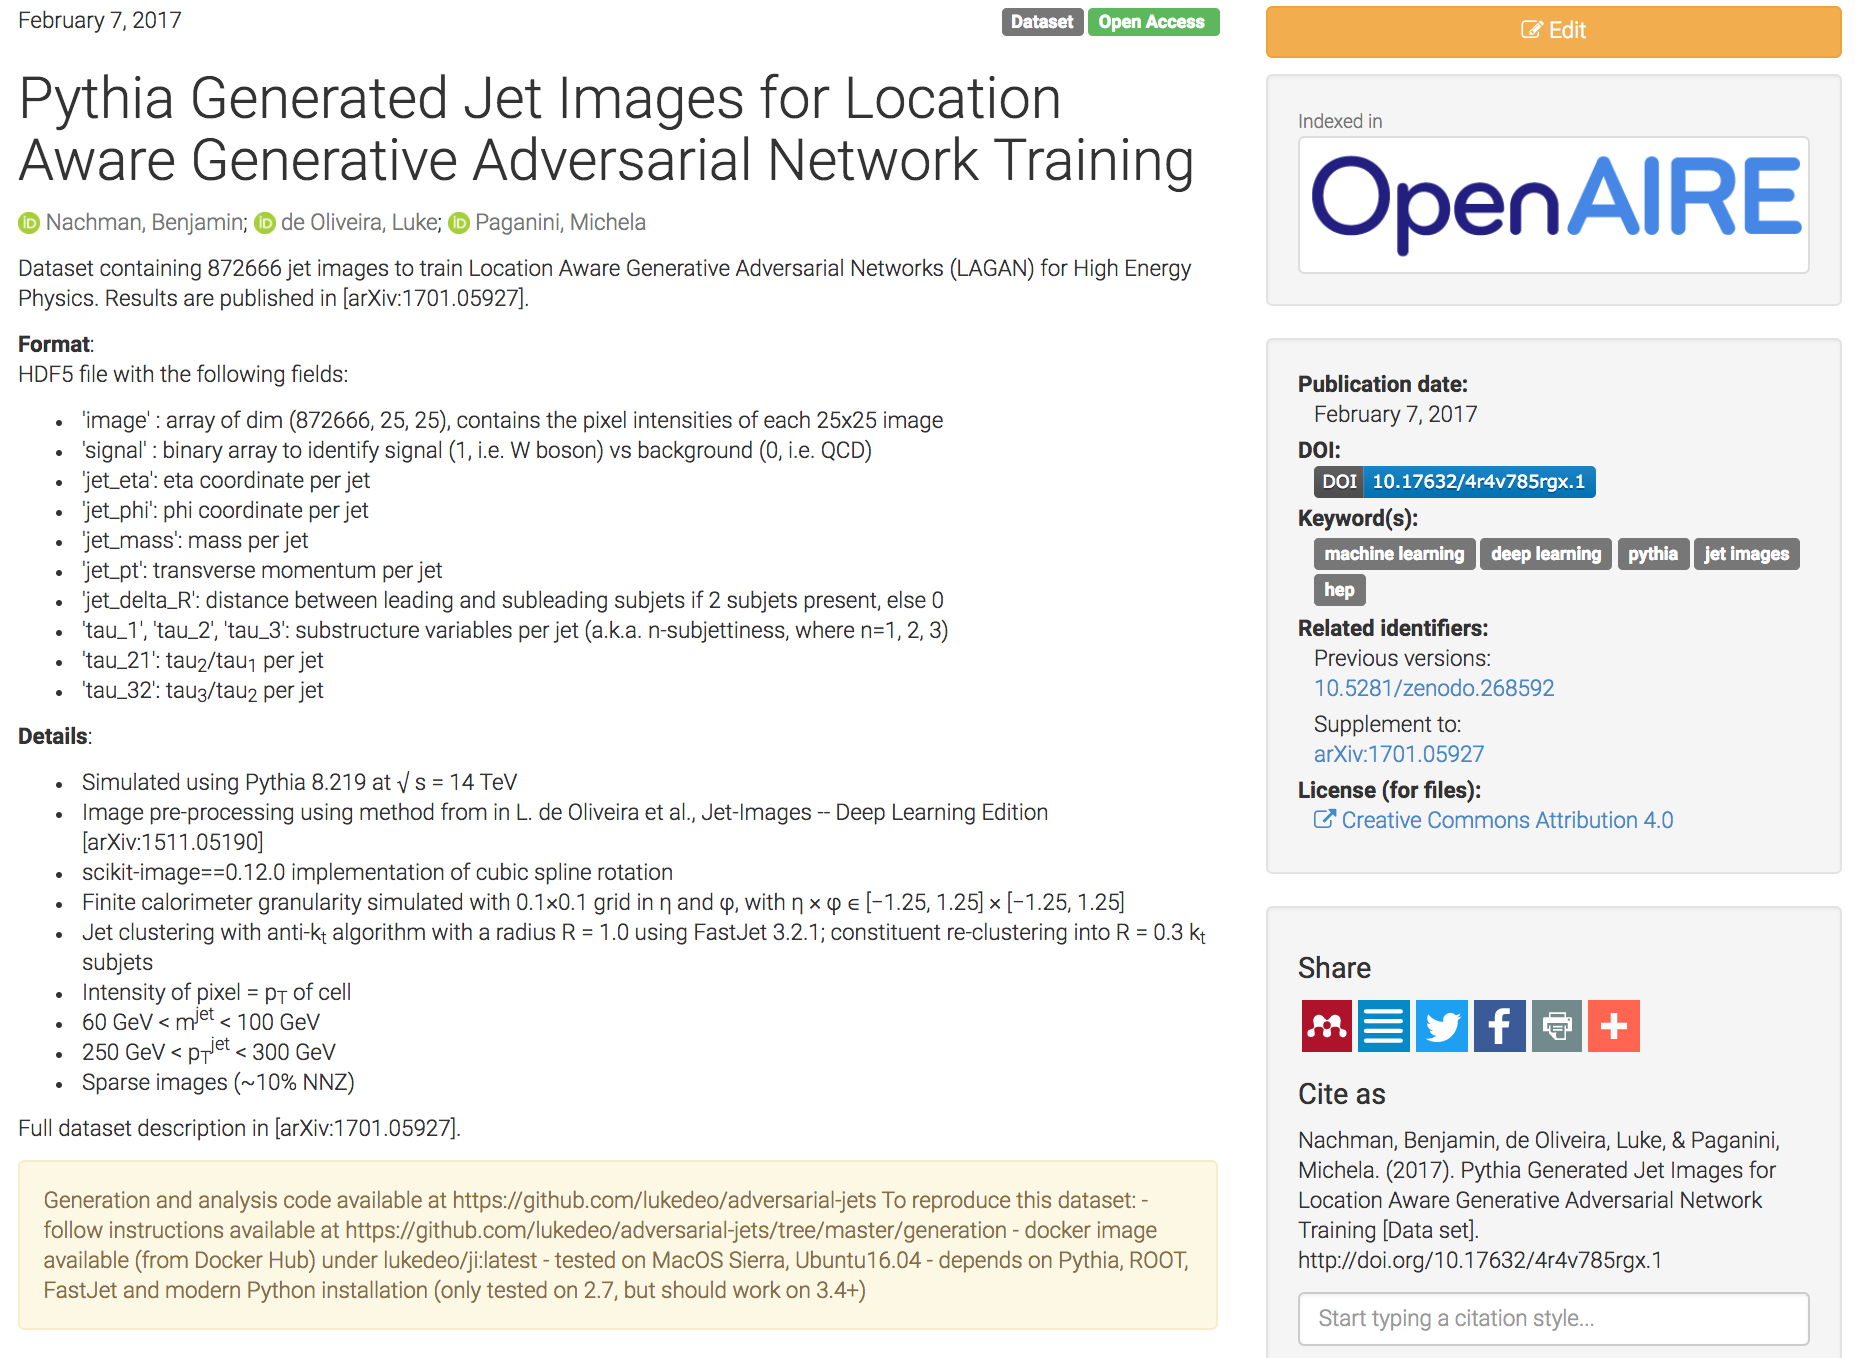 February 7, 2017
Dataset Open Access
Pythia Generated Jet Images for Location
Aware Generative Adversarial Network Training
iD Nachman, Benjamin; iD de Oliveira, Luke; iD Paganini, Michela
Dataset containing 872666 jet images to train Location Aware Generative Adversarial Networks (LAGAN) for High Energy
Physics. Results are published in [arXiv:1701.05927].
Format:
HDF5 file with the following fields:
• 'image' : array of dim (872666, 25, 25), contains the pixel intensities of each 25x25 image
• 'signal' : binary array to identify signal (1, i.e. W boson) vs background (0, i.e. QCD)
• 'jet_eta': eta coordinate per jet
• 'jet_phi': phi coordinate per jet
• 'jet_mass': mass per jet
• 'jet_pt': transverse momentum per jet
• 'jet_delta_R': distance between leading and subleading subjets if 2 subjets present, else 0
• 'tau_1', 'tau_2', 'tau_3': substructure variables per jet (a.k.a. n-subjettiness, where n=1, 2, 3)
• 'tau_21': tau2/tau1 per jet
• 'tau_32': tau3/tau2 per jet
Details:
• Simulated using Pythia 8.219 at √ s = 14 TeV
• Image pre-processing using method from in L. de Oliveira et al., Jet-Images -- Deep Learning Edition
[arXiv:1511.05190]
• scikit-image==0.12.0 implementation of cubic spline rotation
• Finite calorimeter granularity simulated with 0.1×0.1 grid in η and φ, with η × φ ∈ [−1.25, 1.25] × [−1.25, 1.25]
• Jet clustering with anti-kt algorithm with a radius R = 1.0 using FastJet 3.2.1; constituent re-clustering into R = 0.3 kt
subjets
• Intensity of pixel = pT of cell
• 60 GeV < mjet < 100 GeV
• 250 GeV < pTjet < 300 GeV
• Sparse images (~10% NNZ)
Full dataset description in [arXiv:1701.05927].
Generation and analysis code available at https://github.com/lukedeo/adversarial-jets To reproduce this dataset: -
follow instructions available at https://github.com/lukedeo/adversarial-jets/tree/master/generation - docker image
available (from Docker Hub) under lukedeo/ji:latest - tested on MacOS Sierra, Ubuntu16.04 - depends on Pythia, ROOT,
FastJet and modern Python installation (only tested on 2.7, but should work on 3.4+)
Edit
Indexed in
OpenAIRE
Publication date:
February 7, 2017
DOI:
DOI 10.17632/4r4v785rgx.1
Keyword(s):
machine learning deep learning pythia jet images
hep
Related identifiers:
Previous versions:
10.5281/zenodo.268592
Supplement to:
arXiv:1701.05927
License (for files):
Creative Commons Attribution 4.0
Share
Cite as
Nachman, Benjamin, de Oliveira, Luke, & Paganini,
Michela. (2017). Pythia Generated Jet Images for
Location Aware Generative Adversarial Network
Training [Data set].
http://doi.org/10.17632/4r4v785rgx.1
Start typing a citation style...